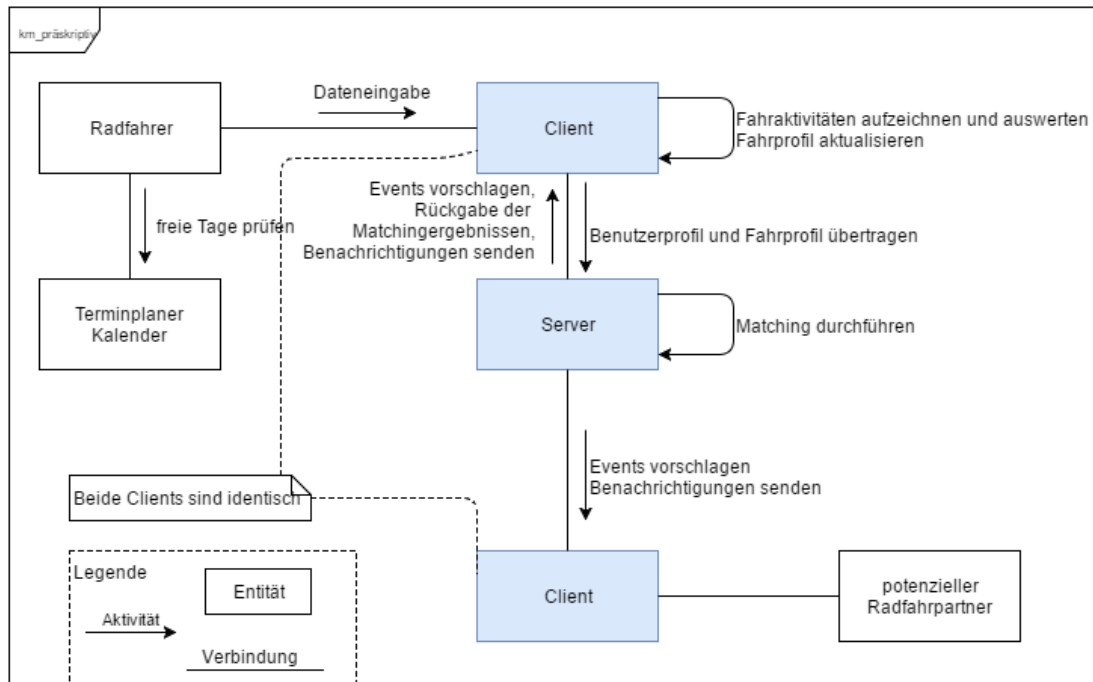 km_präskriptiv
Dateneingabe
Radfahrer
Client
Fahraktivitäten aufzeichnen und auswerten
Fahrprofil aktualisieren
freie Tage prüfen
Events vorschlagen,
Rückgabe der
Matchingergebnissen,
Benachrichtigungen senden
Benutzerprofil und Fahrprofil übertragen
Terminplaner
Kalender
Server
Matching durchführen
Events vorschlagen
Benachrichtigungen senden
Beide Clients sind identisch
Client
potenzieller
Radfahrpartner
Legende
Entität
Aktivität
Verbindung